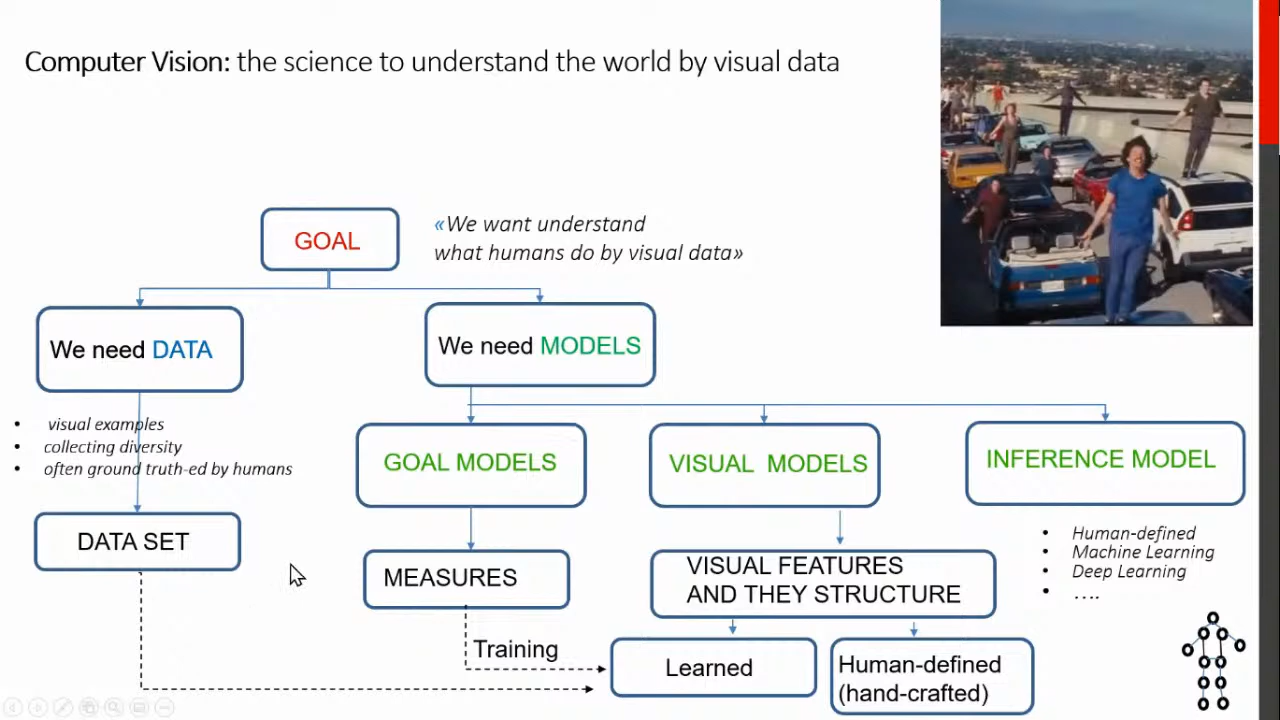 Computer Vision: the science to understand the world by visual data
GOAL
«We want understand
what humans do by visual data»
We need DATA
We need MODELS
• visual examples
• collecting diversity
• often ground truth-ed by humans
GOAL MODELS
VISUAL MODELS
INFERENCE MODEL
DATA SET
MEASURES
VISUAL FEATURES
AND THEY STRUCTURE
• Human-defined
• Machine Learning
• Deep Learning
• ….
Training
Learned
Human-defined
(hand-crafted)